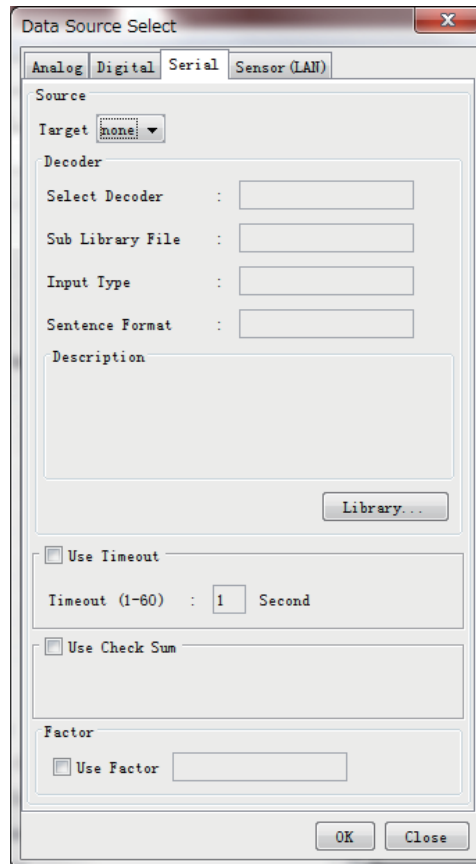 Data Source Select
Analog Digital Serial Sensor(LAN)
Source
Target none
Decoder
Select Decoder :
Sub Library File :
Input Type :
Sentence Format :
Description
Library...
Use Timeout
Timeout (1-60) : 1 Second
Use Check Sum
Factor
Use Factor
OK Close